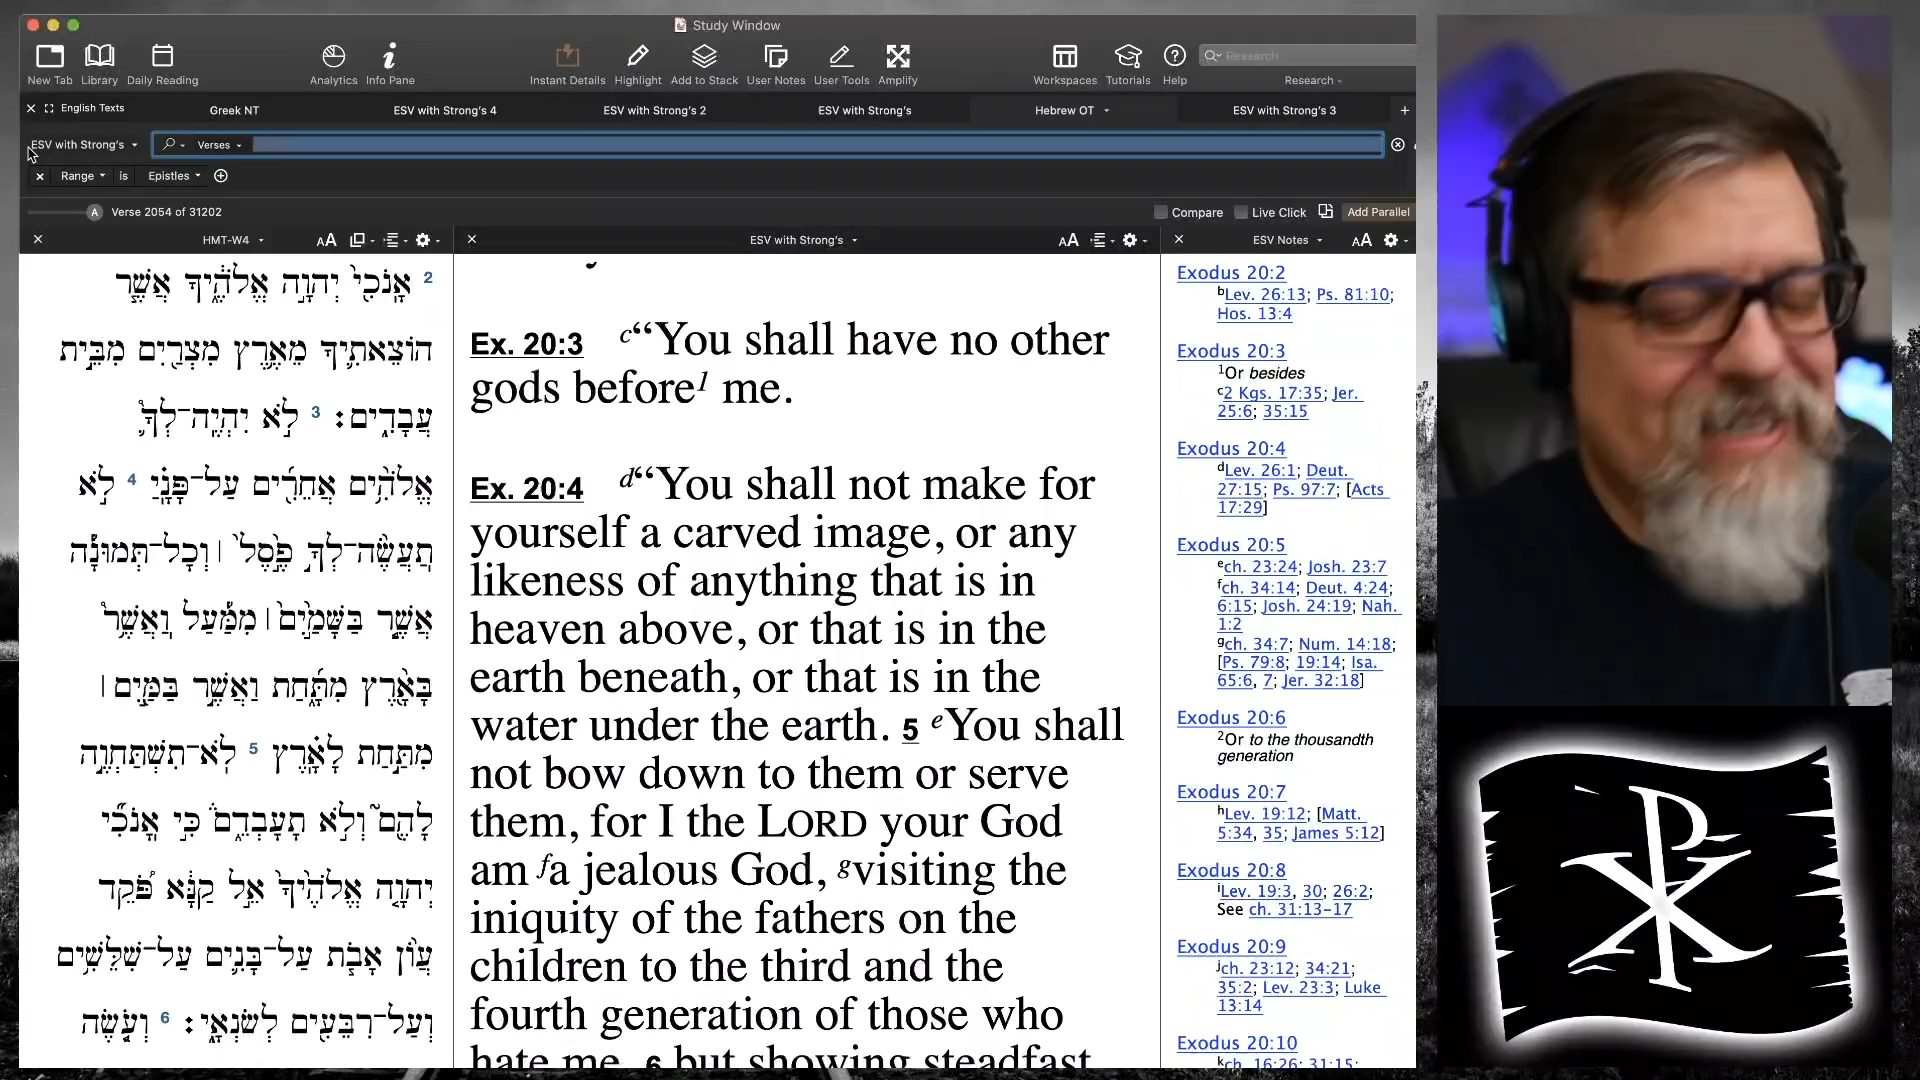 Study Window
New Tab Library Daily Reading Analytics Info Pane Instant Details Highlight Add to Stack User Notes User Tools Amplify Workspaces Tutorials Help Research
Research
English Texts Greek NT ESV with Strong's 4 ESV with Strong's 2 ESV with Strong's Hebrew OT ESV with Strong's 3
ESV with Strong's Verses
Range is Epistles
A Verse 2054 of 31202 Compare Live Click Add Parallel
HMT-W4
2 אָֽנֹכִי֙ יְהוָ֣ה אֱלֹהֶ֔יךָ אֲשֶׁ֧ר
הוֹצֵאתִ֛יךָ מֵאֶ֥רֶץ מִצְרַ֖יִם מִבֵּ֣ית
עֲבָדִ֑ים׃ 3 לֹ֣א יִהְיֶֽה־לְךָ֛֩
אֱלֹהִ֥֨ים אֲחֵרִ֖֜ים עַל־פָּנָֽ֗יַ 4 לֹ֣א
תַֽעֲשֶׂ֨ה־לְךָ֥ פֶ֣֙סֶל֙ ׀ וְכָל־תְּמוּנָ֔֡ה
אֲשֶׁ֤֣ר בַּשָּׁמַ֣֙יִם֙ ׀ מִמַּ֔֡עַל וַֽאֲשֶׁ֥ר֩
בָּאָ֖֨רֶץ מִתַָּ֑֜חַת וַאֲשֶׁ֥֣ר בַּמַּ֖֣יִם ׀
מִתַּ֥֣חַת לָאָֽ֗רֶץ 5 לֹֽא־תִשְׁתַּחְוֶ֥֣ה
לָהֶ֖ם֮ וְלֹ֣א תָעָבְדֵ֑ם֒ כִּ֣י אָֽנֹכִ֞י
יְהוָ֤ה אֱלֹהֶ֙יךָ֙ אֵ֣ל קַנָּ֔א פֹּ֠קֵד
עֲוֺ֨ן אָבֹ֧ת עַל־בָּנִ֛ים עַל־שִׁלֵּשִׁ֥ים
וְעַל־רִבֵּעִ֖ים לְשֹׂנְאָ֑י׃ 6 וְעֹ֥֤שֶׂה
ESV with Strong's
Ex. 20:3 c“You shall have no other
gods before1 me.
Ex. 20:4 d“You shall not make for
yourself a carved image, or any
likeness of anything that is in
heaven above, or that is in the
earth beneath, or that is in the
water under the earth. 5 eYou shall
not bow down to them or serve
them, for I the LORD your God
am fa jealous God, gvisiting the
iniquity of the fathers on the
children to the third and the
fourth generation of those who
hate me, 6 but showing steadfast
ESV Notes
Exodus 20:2
bLev. 26:13; Ps. 81:10;
Hos. 13:4
Exodus 20:3
1Or besides
c2 Kgs. 17:35; Jer.
25:6; 35:15
Exodus 20:4
dLev. 26:1; Deut.
27:15; Ps. 97:7; [Acts
17:29]
Exodus 20:5
ech. 23:24; Josh. 23:7
fch. 34:14; Deut. 4:24;
6:15; Josh. 24:19; Nah.
1:2
gch. 34:7; Num. 14:18;
[Ps. 79:8; 19:14; Isa.
65:6, 7; Jer. 32:18]
Exodus 20:6
2Or to the thousandth
generation
Exodus 20:7
hLev. 19:12; [Matt.
5:34, 35; James 5:12]
Exodus 20:8
iLev. 19:3, 30; 26:2;
See ch. 31:13–17
Exodus 20:9
jch. 23:12; 34:21;
35:2; Lev. 23:3; Luke
13:14
Exodus 20:10
kch. 16:26; 31:15;